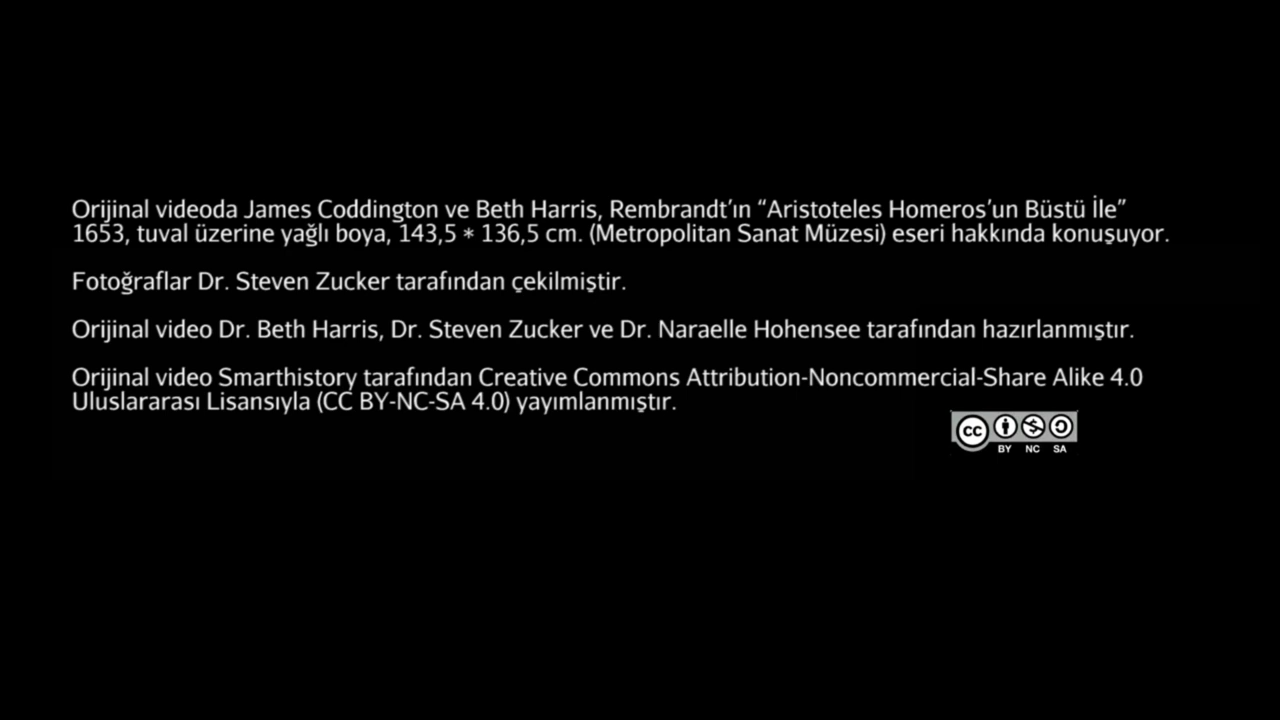 Orijinal videoda James Coddington ve Beth Harris, Rembrandt’ın “Aristoteles Homeros’un Büstü İle”
1653, tuval üzerine yağlı boya, 143,5 * 136,5 cm. (Metropolitan Sanat Müzesi) eseri hakkında konuşuyor.
Fotoğraflar Dr. Steven Zucker tarafından çekilmiştir.
Orijinal video Dr. Beth Harris, Dr. Steven Zucker ve Dr. Naraelle Hohensee tarafından hazırlanmıştır.
Orijinal video Smarthistory tarafından Creative Commons Attribution-Noncommercial-Share Alike 4.0
Uluslararası Lisansıyla (CC BY-NC-SA 4.0) yayımlanmıştır.
cc
BY NC SA